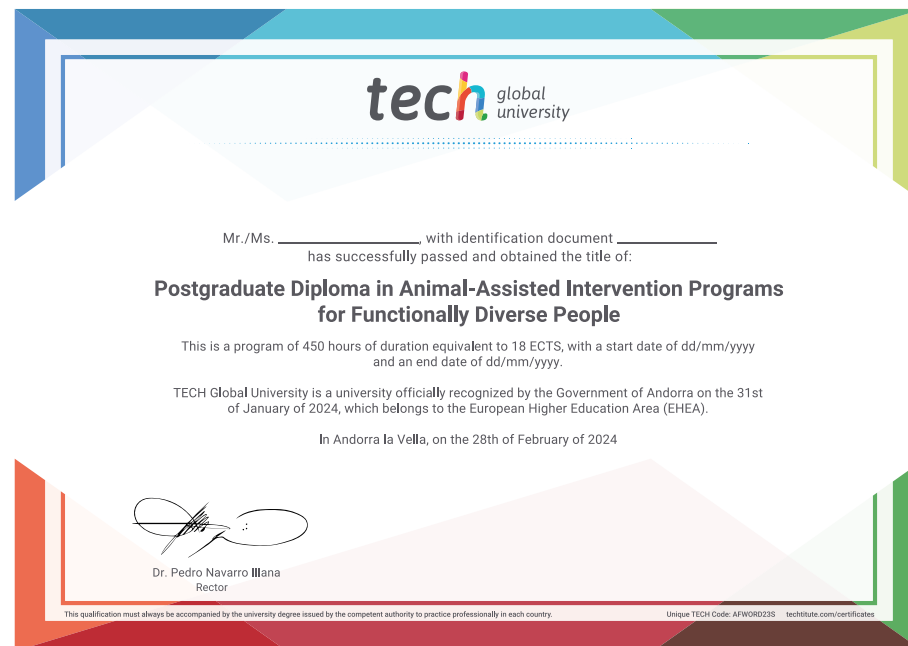 tech global university
Mr./Ms. ____________, with identification document ____________
has successfully passed and obtained the title of:
Postgraduate Diploma in Animal-Assisted Intervention Programs
for Functionally Diverse People
This is a program of 450 hours of duration equivalent to 18 ECTS, with a start date of dd/mm/yyyy
and an end date of dd/mm/yyyy.
TECH Global University is a university officially recognized by the Government of Andorra on the 31st
of January of 2024, which belongs to the European Higher Education Area (EHEA).
In Andorra la Vella, on the 28th of February of 2024
Dr. Pedro Navarro Illana
Rector
This qualification must always be accompanied by the university degree issued by the competent authority to practice professionally in each country.
Unique TECH Code: AFWORD23S techtitute.com/certificates